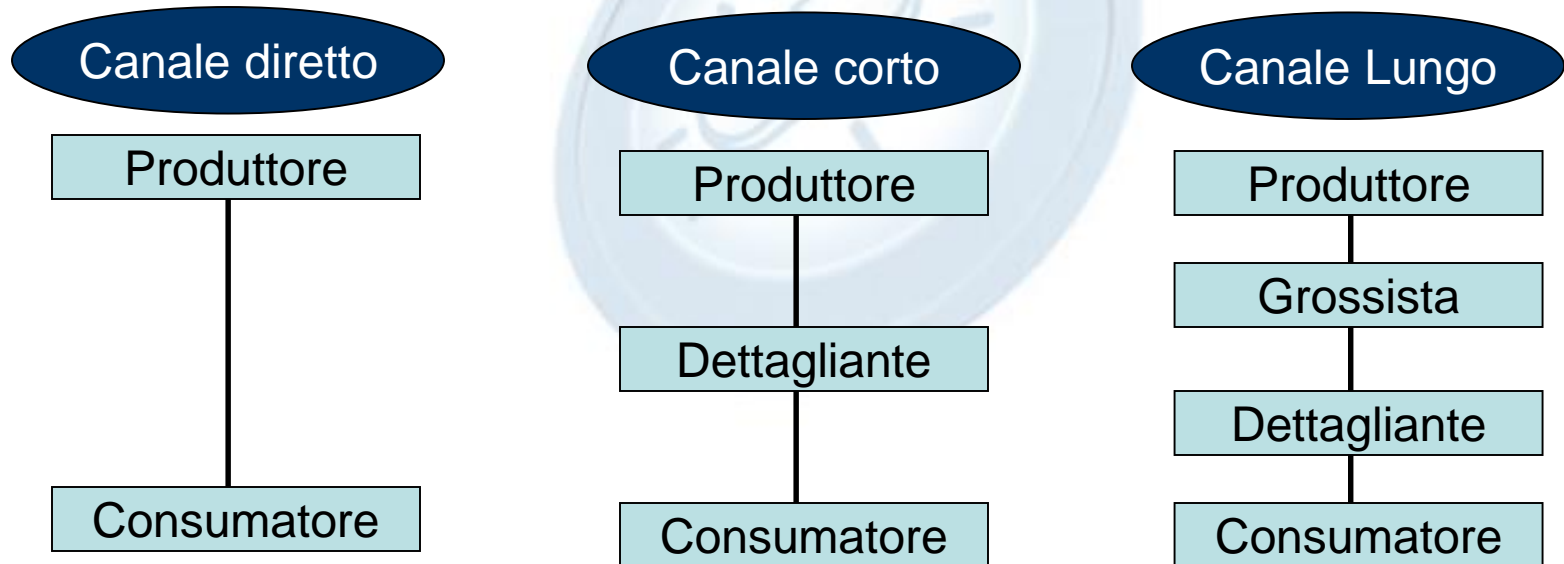 Canale diretto
Produttore
Consumatore
Canale corto
Produttore
Dettagliante
Consumatore
Canale Lungo
Produttore
Grossista
Dettagliante
Consumatore